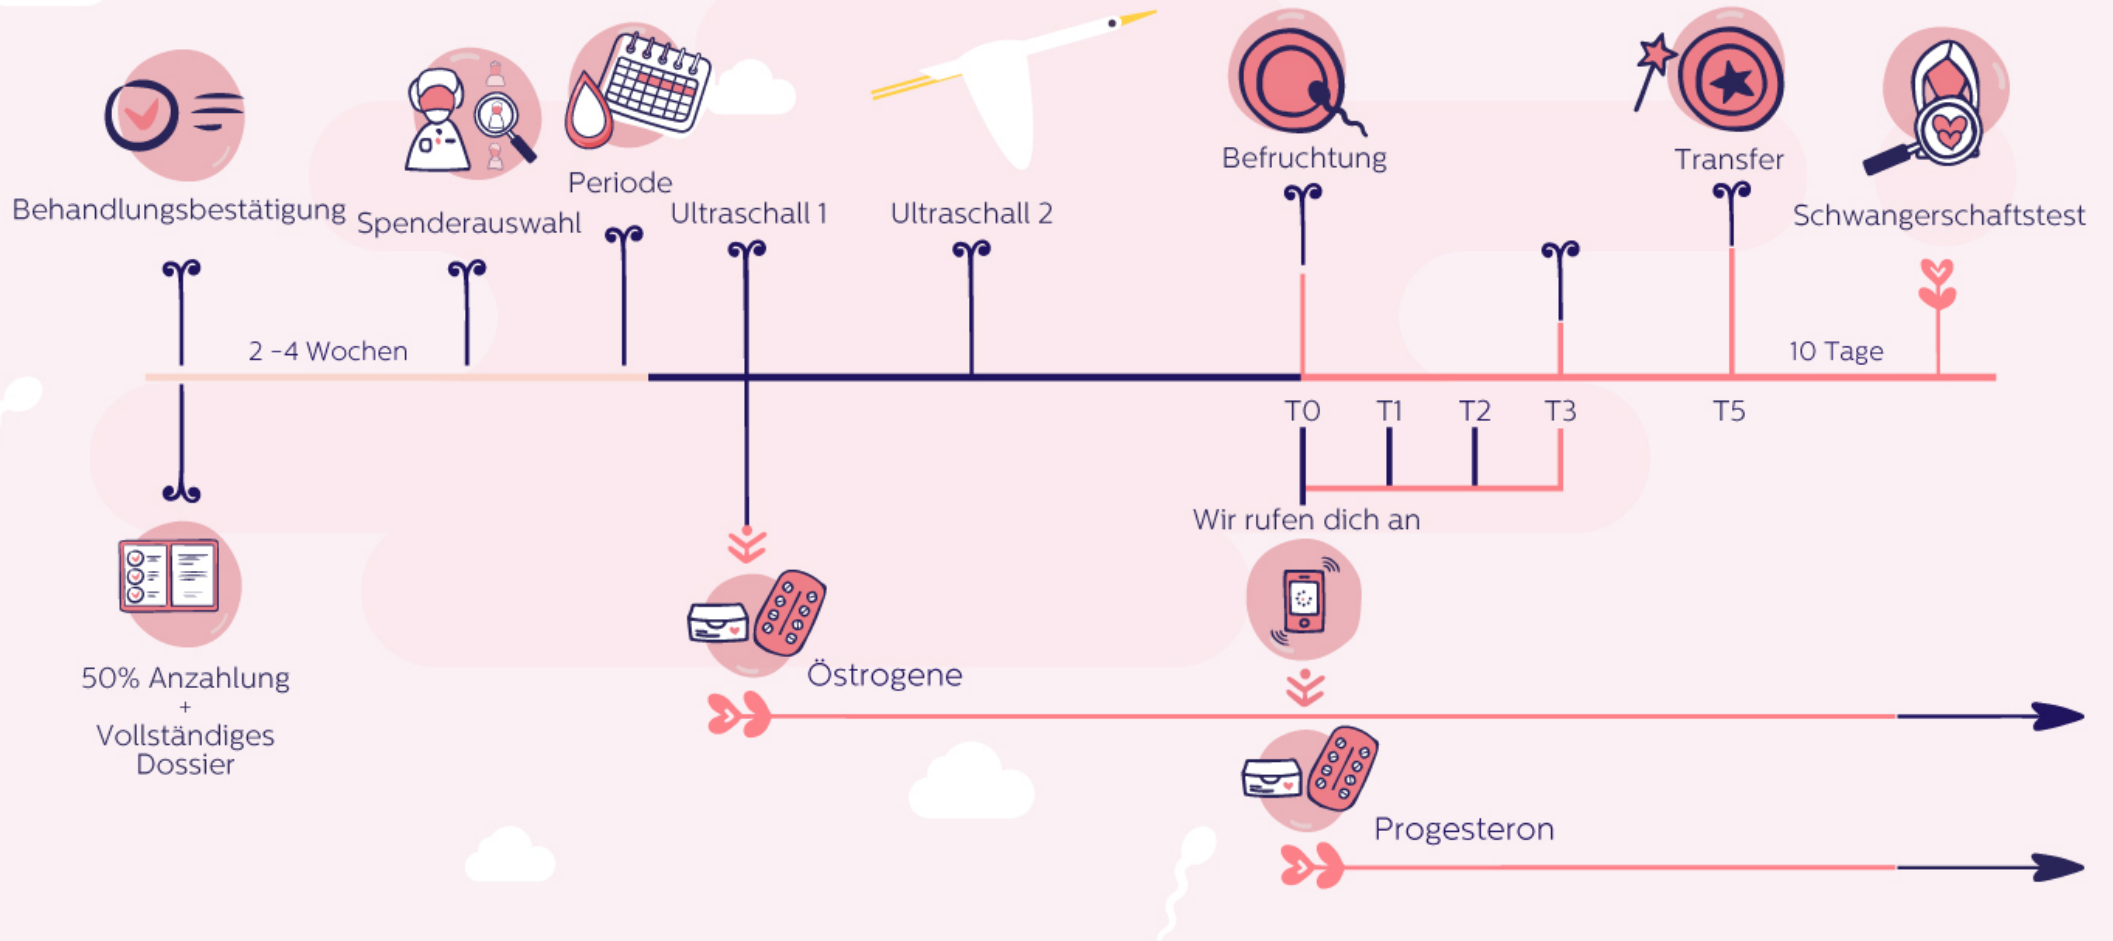 Behandlungsbestätigung
Spenderauswahl
Periode
Ultraschall 1
Ultraschall 2
Befruchtung
Transfer
Schwangerschaftstest
2 -4 Wochen
10 Tage
T0
T1
T2
T3
T5
Wir rufen dich an
50% Anzahlung
+
Vollständiges
Dossier
Östrogene
Progesteron